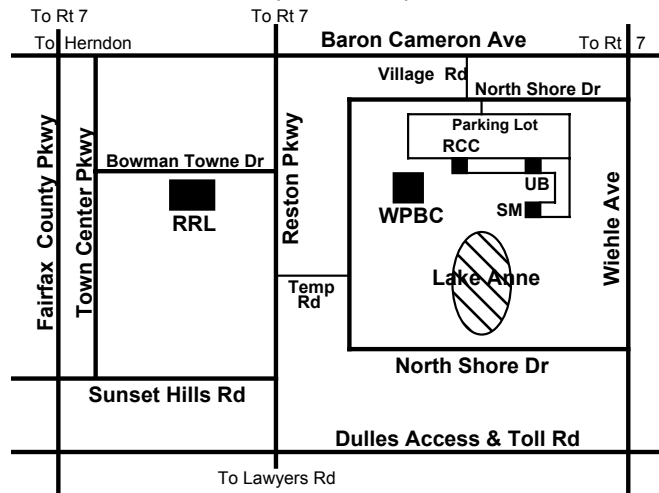 To Rt 7
To Rt 7
To Herndon
Baron Cameron Ave
To Rt 7
Village Rd
North Shore Dr
Parking Lot
RCC
Bowman Towne Dr
UB
RRL
WPBC
SM
Fairfax County Pkwy
Town Center Pkwy
Reston Pkwy
Wiehle Ave
Lake Anne
Temp
Rd
North Shore Dr
Sunset Hills Rd
Dulles Access & Toll Rd
To Lawyers Rd